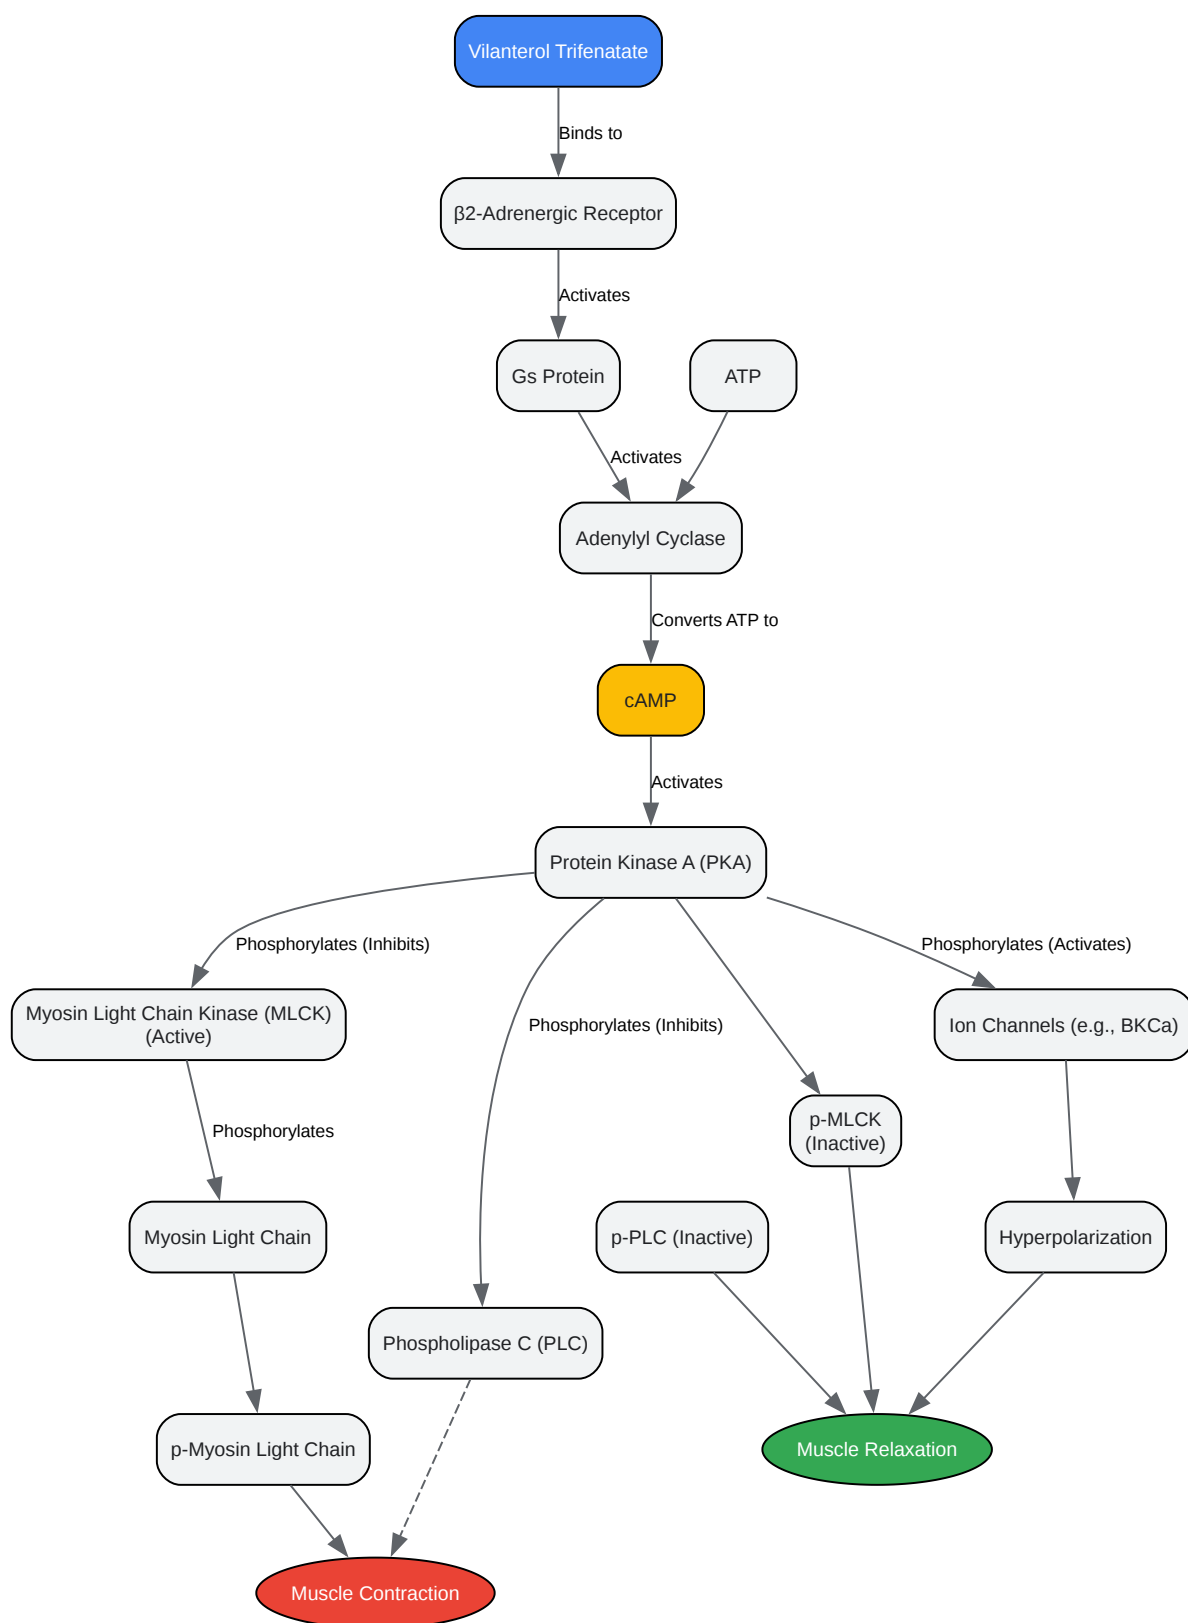 Vilanterol Trifenatate
Binds to
β2-Adrenergic Receptor
Activates
Gs Protein
ATP
Activates
Adenylyl Cyclase
Converts ATP to
cAMP
Activates
Protein Kinase A (PKA)
Phosphorylates (Inhibits)
Phosphorylates (Activates)
Myosin Light Chain Kinase (MLCK)
(Active)
Phosphorylates (Inhibits)
Ion Channels (e.g., BKCa)
Phosphorylates
p-MLCK
(Inactive)
Myosin Light Chain
p-PLC (Inactive)
Hyperpolarization
Phospholipase C (PLC)
p-Myosin Light Chain
Muscle Relaxation
Muscle Contraction